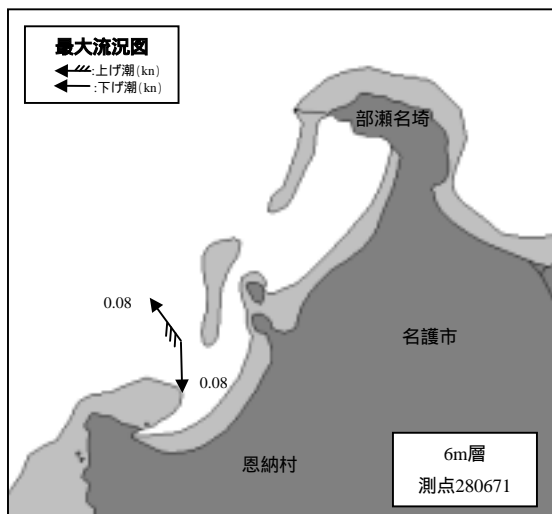 最大流況図
:上げ潮(kn)
:下げ潮(kn)
部瀬名埼
0.08
名護市
0.08
恩納村
6m層
測点280671